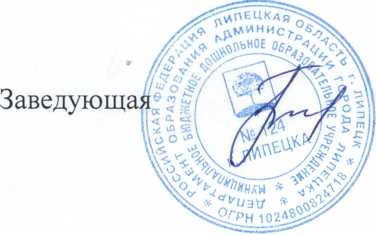 Заведующая
РОССИЙСКАЯ ФЕДЕРАЦИЯ ЛИПЕЦКАЯ ОБЛАСТЬ г. ЛИПЕЦК
* ОГРН 1024800824718 *
ДЕПАРТАМЕНТ ОБРАЗОВАНИЯ АДМИНИСТРАЦИИ ГОРОДА ЛИПЕЦКА *
МУНИЦИПАЛЬНОЕ БЮДЖЕТНОЕ ДОШКОЛЬНОЕ ОБРАЗОВАТЕЛЬНОЕ УЧРЕЖДЕНИЕ *
№ 124
ЛИПЕЦКА